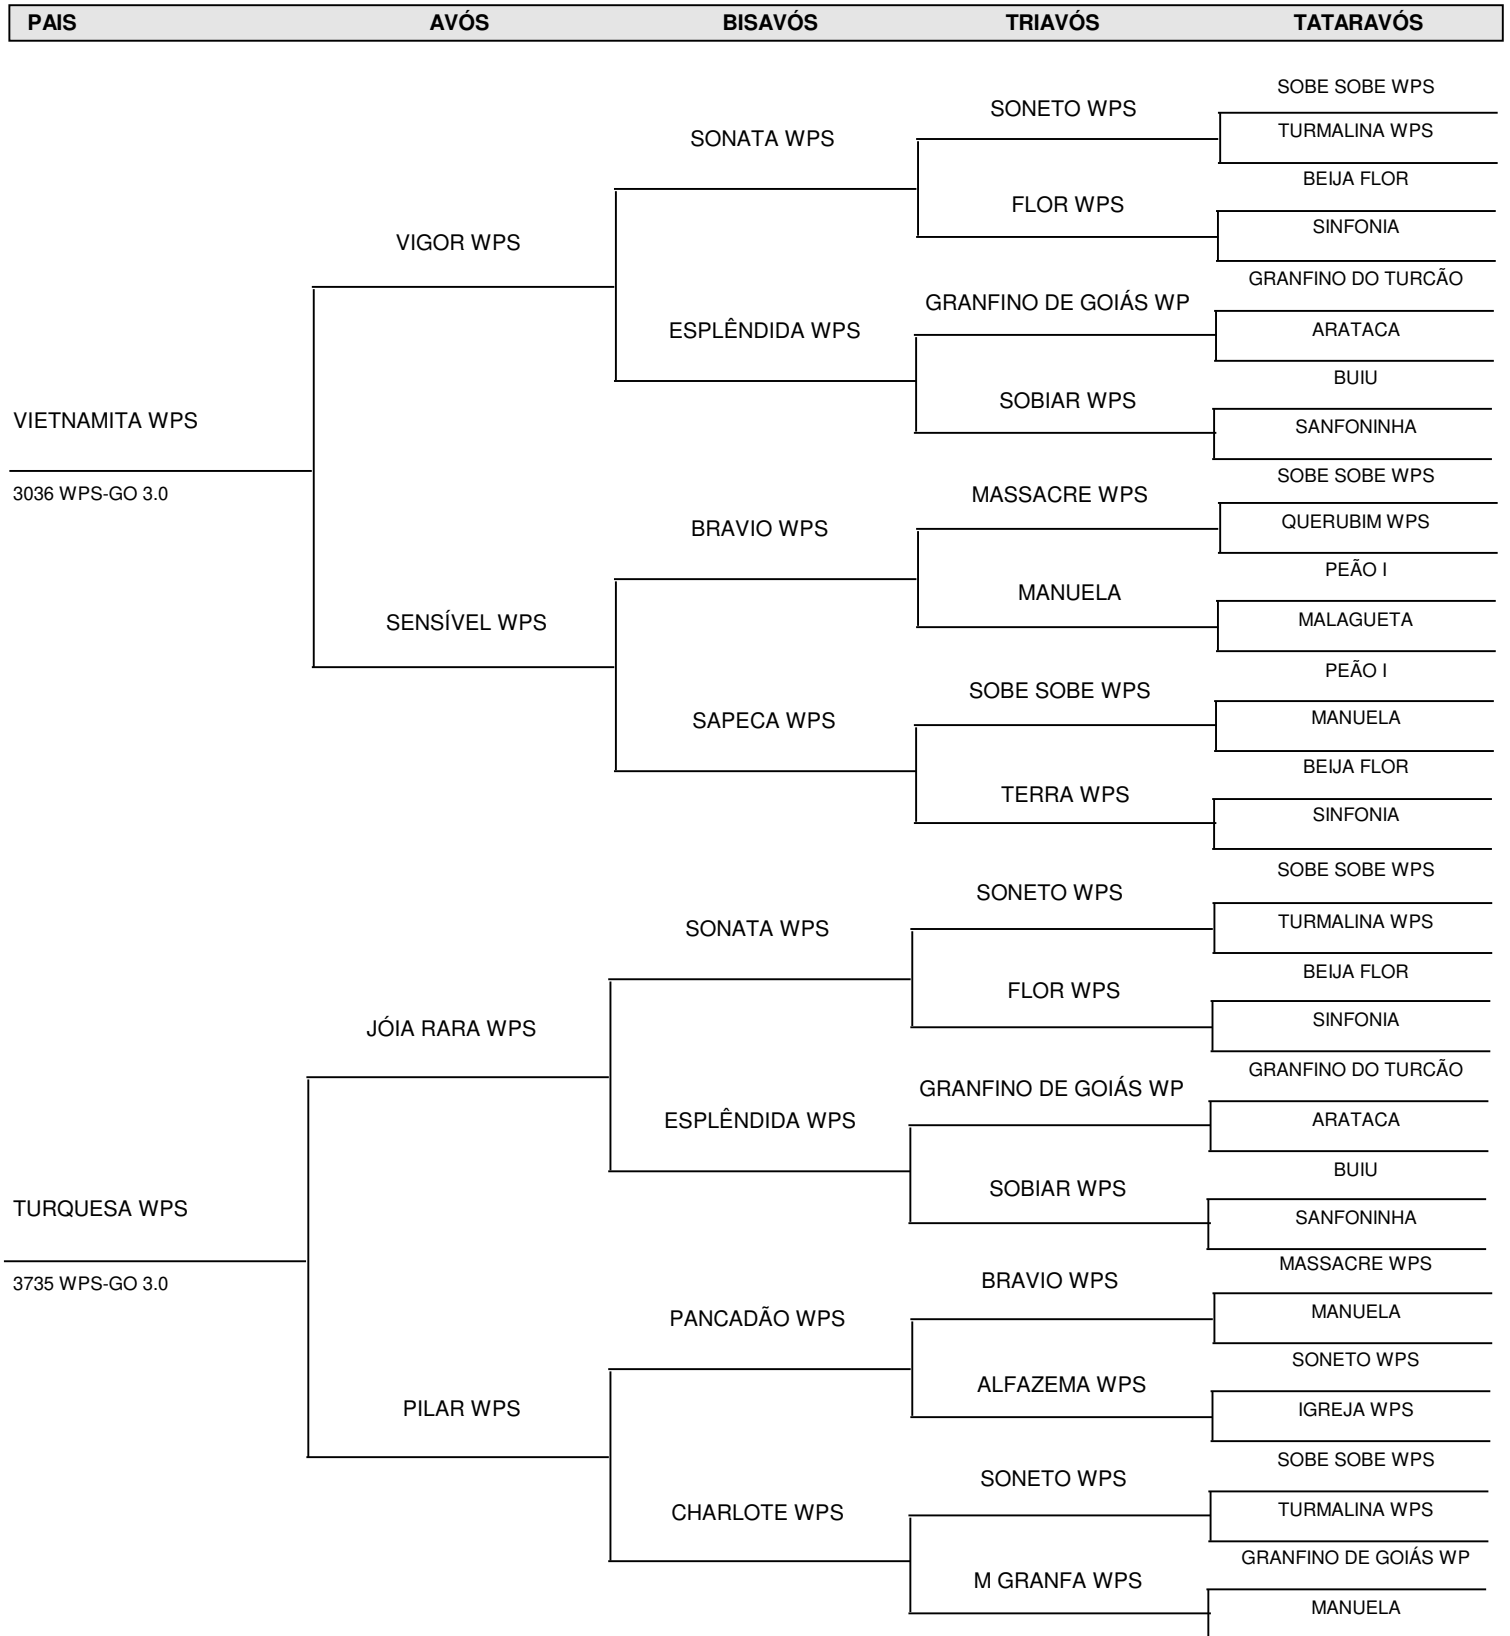 PAIS AVÓS BISAVÓS TRIAVÓS TATARAVÓS
SOBE SOBE WPS
SONETO WPS
TURMALINA WPS
SONATA WPS
BEIJA FLOR
FLOR WPS
SINFONIA
VIGOR WPS
GRANFINO DO TURCÃO
GRANFINO DE GOIÁS WP
ARATACA
ESPLÊNDIDA WPS
BUIU
SOBIAR WPS
SANFONINHA
VIETNAMITA WPS
3036 WPS-GO 3.0
SOBE SOBE WPS
MASSACRE WPS
QUERUBIM WPS
BRAVIO WPS
PEÃO I
MANUELA
MALAGUETA
SENSÍVEL WPS
PEÃO I
SOBE SOBE WPS
MANUELA
SAPECA WPS
BEIJA FLOR
TERRA WPS
SINFONIA
SOBE SOBE WPS
SONETO WPS
TURMALINA WPS
SONATA WPS
BEIJA FLOR
FLOR WPS
SINFONIA
JÓIA RARA WPS
GRANFINO DO TURCÃO
GRANFINO DE GOIÁS WP
ARATACA
ESPLÊNDIDA WPS
BUIU
SOBIAR WPS
SANFONINHA
TURQUESA WPS
3735 WPS-GO 3.0
MASSACRE WPS
BRAVIO WPS
MANUELA
PANCADÃO WPS
SONETO WPS
ALFAZEMA WPS
IGREJA WPS
PILAR WPS
SOBE SOBE WPS
SONETO WPS
TURMALINA WPS
CHARLOTE WPS
GRANFINO DE GOIÁS WP
M GRANFA WPS
MANUELA